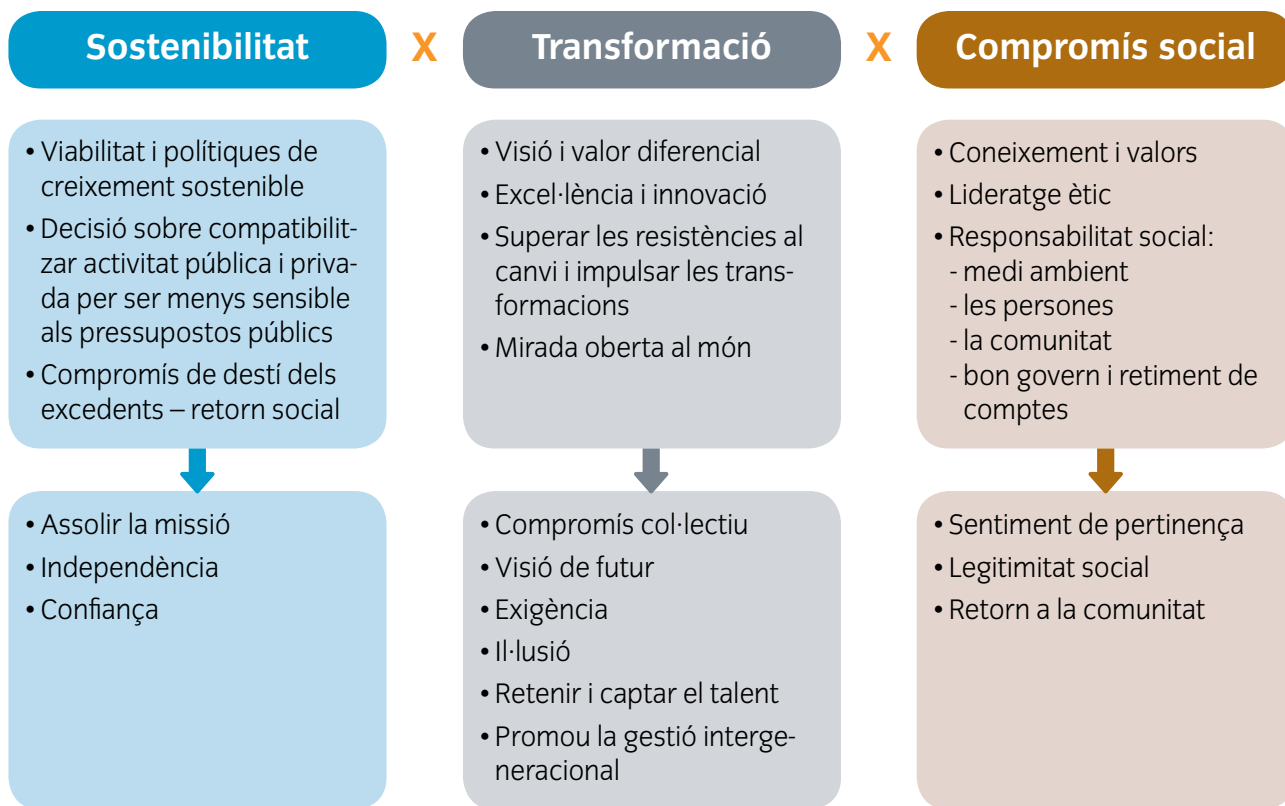 Sostenibilitat X Transformació X Compromís social
• Viabilitat i polítiques de
creixement sostenible
• Decisió sobre compatibilit-
zar activitat pública i priva-
da per ser menys sensible
als pressupostos públics
• Compromís de destí dels
excedents – retorn social
• Visió i valor diferencial
• Excel·lència i innovació
• Superar les resistències al
canvi i impulsar les trans-
formacions
• Mirada oberta al món
• Coneixement i valors
• Lideratge ètic
• Responsabilitat social:
- medi ambient
- les persones
- la comunitat
- bon govern i retiment de
comptes
• Assolir la missió
• Independència
• Confiança
• Compromís col·lectiu
• Visió de futur
• Exigència
• Il·lusió
• Retenir i captar el talent
• Promou la gestió interge-
neracional
• Sentiment de pertinença
• Legitimitat social
• Retorn a la comunitat